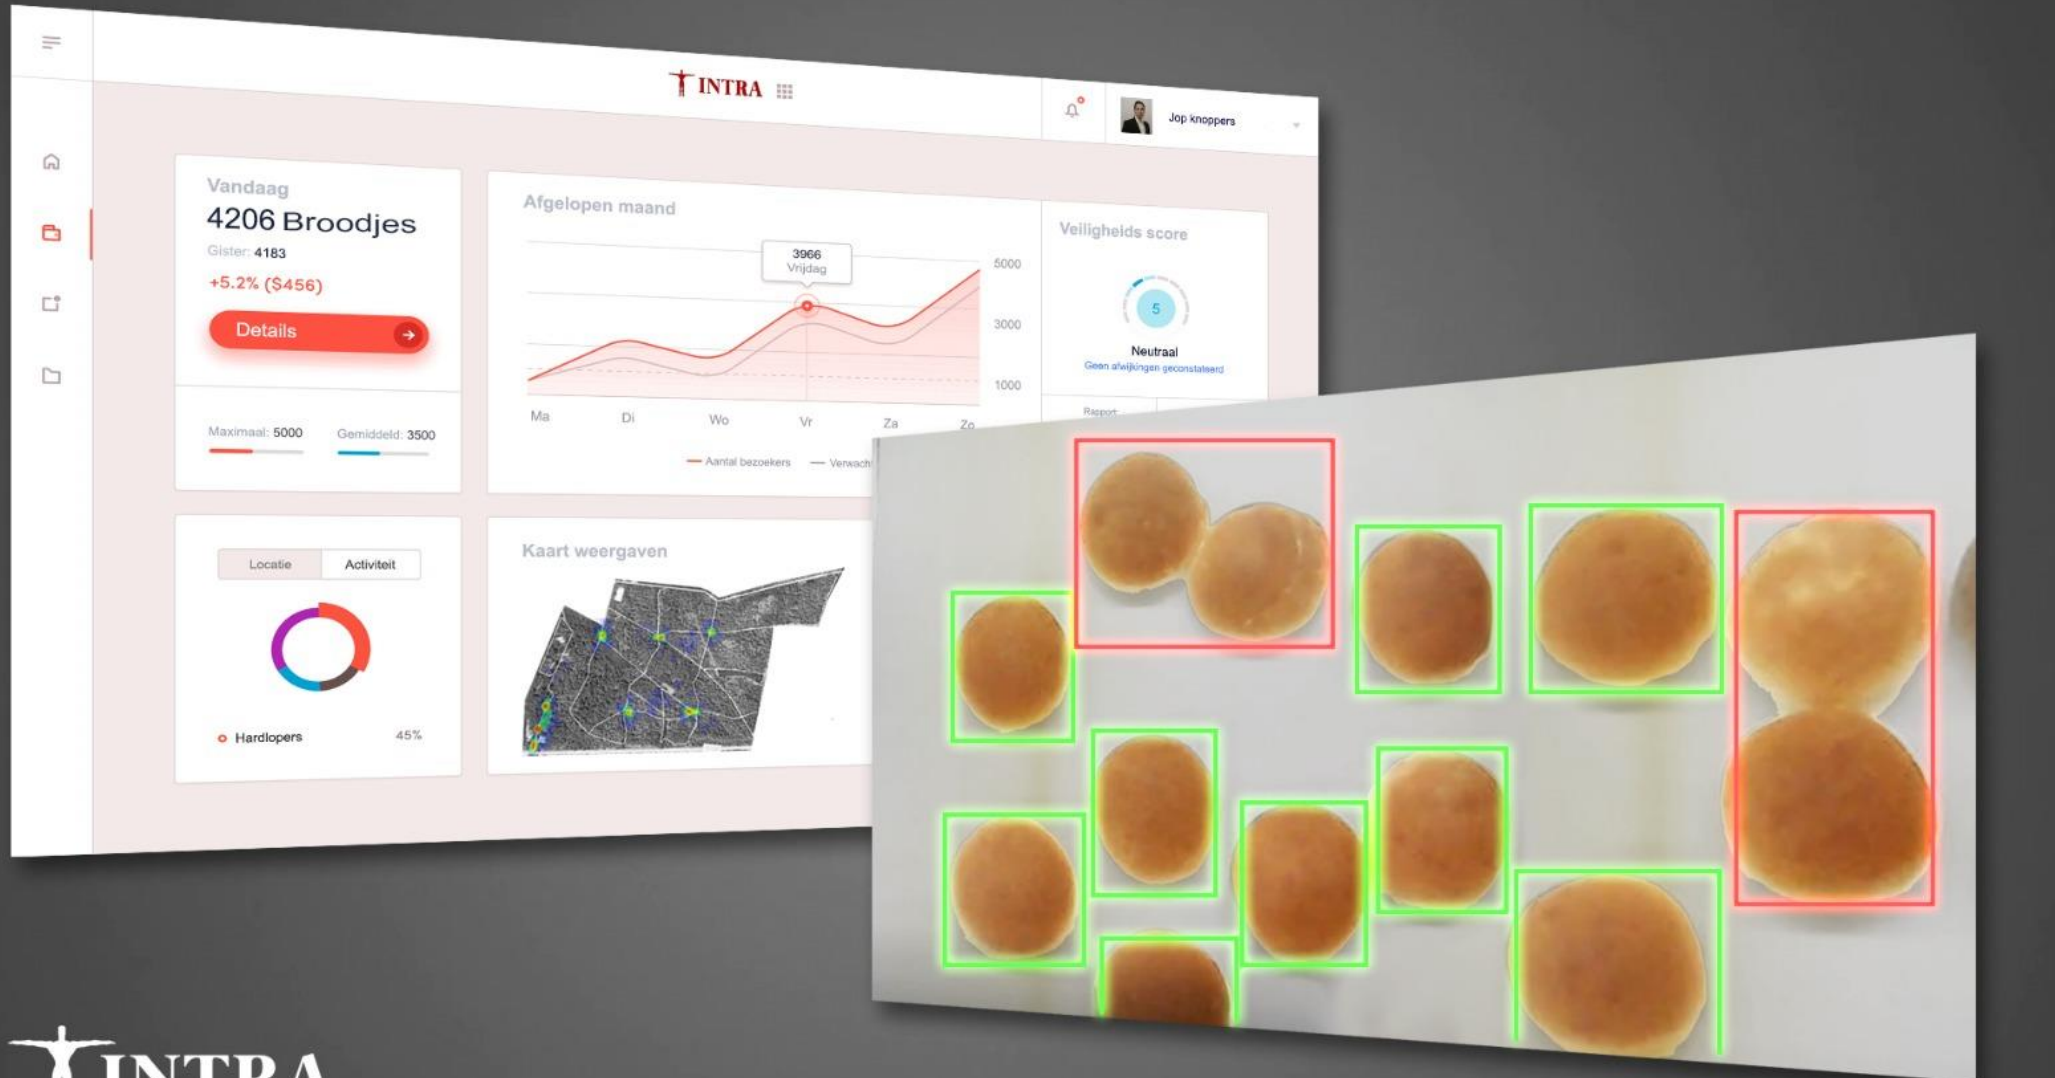 INTRA
Jop knoppers
Vandaag
4206 Broodjes
Gister: 4183
+5.2% ($456)
Details
Maximaal: 5000
Gemiddeld: 3500
Afgelopen maand
3966
Vrijdag
5000
3000
1000
Ma Di Wo Vr Za Zo
Aantal bezoekers
Veiligheids score
5
Neutraal
Geen afwijkingen geconstateerd
Rapport:
Locatie
Activiteit
Hardlopers 45%
Kaart weergaven
INTRA